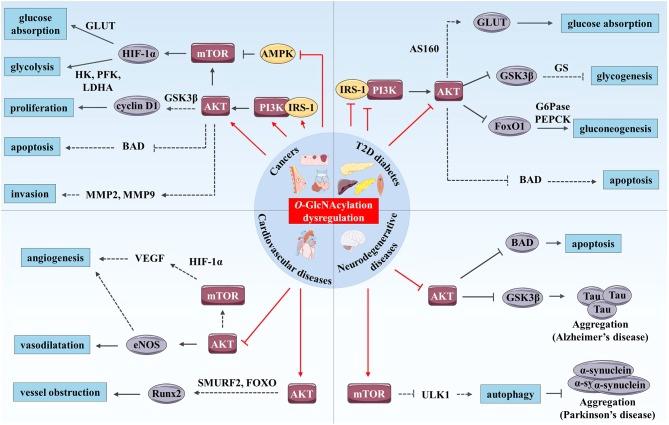 glucose
absorption
GLUT
glycolysis
HIF-1α
HK, PFK,
LDHA
mTOR
AMPK
proliferation
cyclin D1
GSK3β
AKT
PI3K
IRS-1
apoptosis
BAD
invasion
MMP2, MMP9
GLUT
glucose absorption
AS160
IRS-1
PI3K
AKT
GSK3β
GS
glycogenesis
FoxO1
G6Pase
PEPCK
gluconeogenesis
BAD
apoptosis
Cancers
T2D diabetes
O-GlcNAcylation
dysregulation
Cardiovascular diseases
Neurodegenerative
diseases
angiogenesis
VEGF
HIF-1α
mTOR
vasodilatation
eNOS
AKT
vessel obstruction
Runx2
SMURF2, FOXO
AKT
BAD
apoptosis
AKT
GSK3β
Tau
Tau
Tau
Aggregation
(Alzheimer's disease)
mTOR
ULK1
autophagy
α-synuclein
α-sy
α-synuclein
Aggregation
(Parkinson's disease)